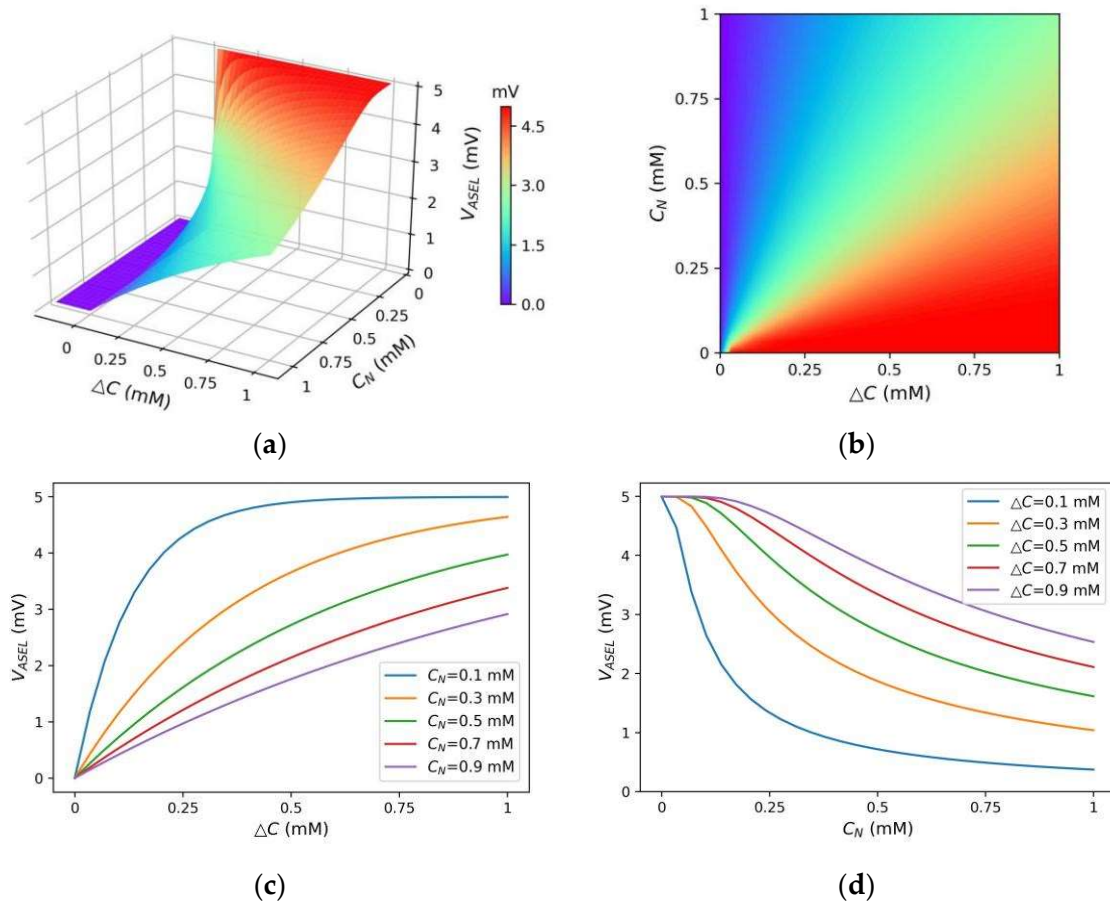 mV
5
4
3
2
1
0
V_ASEL (mV)
4.5
3.0
1.5
0.0
0
0.25
0.5
0.75
1
△C (mM)
0
0.25
0.5
0.75
1
C_N (mM)
(a)
1
0.75
0.5
0.25
0
C_N (mM)
0 0.25 0.5 0.75 1
△C (mM)
(b)
5
4
3
2
1
0
V_ASEL (mV)
C_N=0.1 mM
C_N=0.3 mM
C_N=0.5 mM
C_N=0.7 mM
C_N=0.9 mM
0 0.25 0.5 0.75 1
△C (mM)
(c)
5
4
3
2
1
0
V_ASEL (mV)
△C=0.1 mM
△C=0.3 mM
△C=0.5 mM
△C=0.7 mM
△C=0.9 mM
0 0.25 0.5 0.75 1
C_N (mM)
(d)